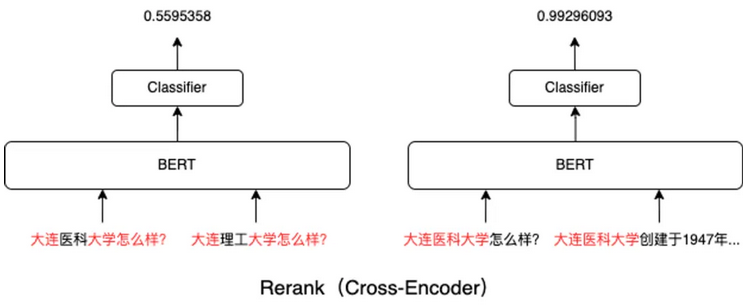 0.5595358
0.99296093
Classifier
Classifier
BERT
BERT
大连医科大学怎么样?
大连理工大学怎么样?
大连医科大学怎么样?
大连医科大学创建于1947年...
Rerank（Cross-Encoder）